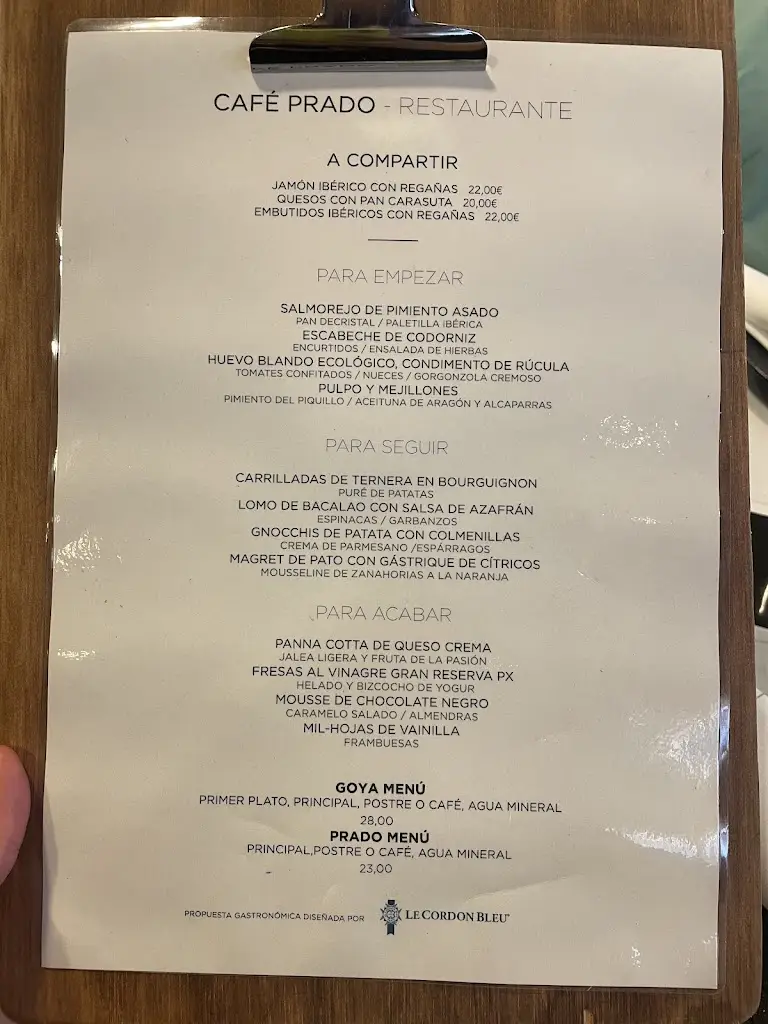 CAFÉ PRADO - RESTAURANTE
A COMPARTIR
JAMÓN IBÉRICO CON REGAÑAS 22,00€
QUESOS CON PAN CARASUTA 20,00€
EMBUTIDOS IBÉRICOS CON REGAÑAS 22,00€
PARA EMPEZAR
SALMOREJO DE PIMIENTO ASADO
PAN DECRISTAL / PALETILLA IBÉRICA
ESCABECHE DE CODORNIZ
ENCURTIDOS / ENSALADA DE HIERBAS
HUEVO BLANDO ECOLÓGICO, CONDIMENTO DE RÚCULA
TOMATES CONFITADOS / NUECES / GORGONZOLA CREMOSO
PULPO Y MEJILLONES
PIMIENTO DEL PIQUILLO / ACEITUNA DE ARAGÓN Y ALCAPARRAS
PARA SEGUIR
CARRILLADAS DE TERNERA EN BOURGUIGNON
PURÉ DE PATATAS
LOMO DE BACALAO CON SALSA DE AZAFRÁN
ESPINACAS / GARBANZOS
GNOCCHIS DE PATATA CON COLMENILLAS
CREMA DE PARMESANO /ESPÁRRAGOS
MAGRET DE PATO CON GÁSTRIQUE DE CÍTRICOS
MOUSSELINE DE ZANAHORIAS A LA NARANJA
PARA ACABAR
PANNA COTTA DE QUESO CREMA
JALEA LIGERA Y FRUTA DE LA PASIÓN
FRESAS AL VINAGRE GRAN RESERVA PX
HELADO Y BIZCOCHO DE YOGUR
MOUSSE DE CHOCOLATE NEGRO
CARAMELO SALADO / ALMENDRAS
MIL-HOJAS DE VAINILLA
FRAMBUESAS
GOYA MENÚ
PRIMER PLATO, PRINCIPAL, POSTRE O CAFÉ, AGUA MINERAL
28,00
PRADO MENÚ
PRINCIPAL,POSTRE O CAFÉ, AGUA MINERAL
23,00
PROPUESTA GASTRONÓMICA DISEÑADA POR LE CORDON BLEU